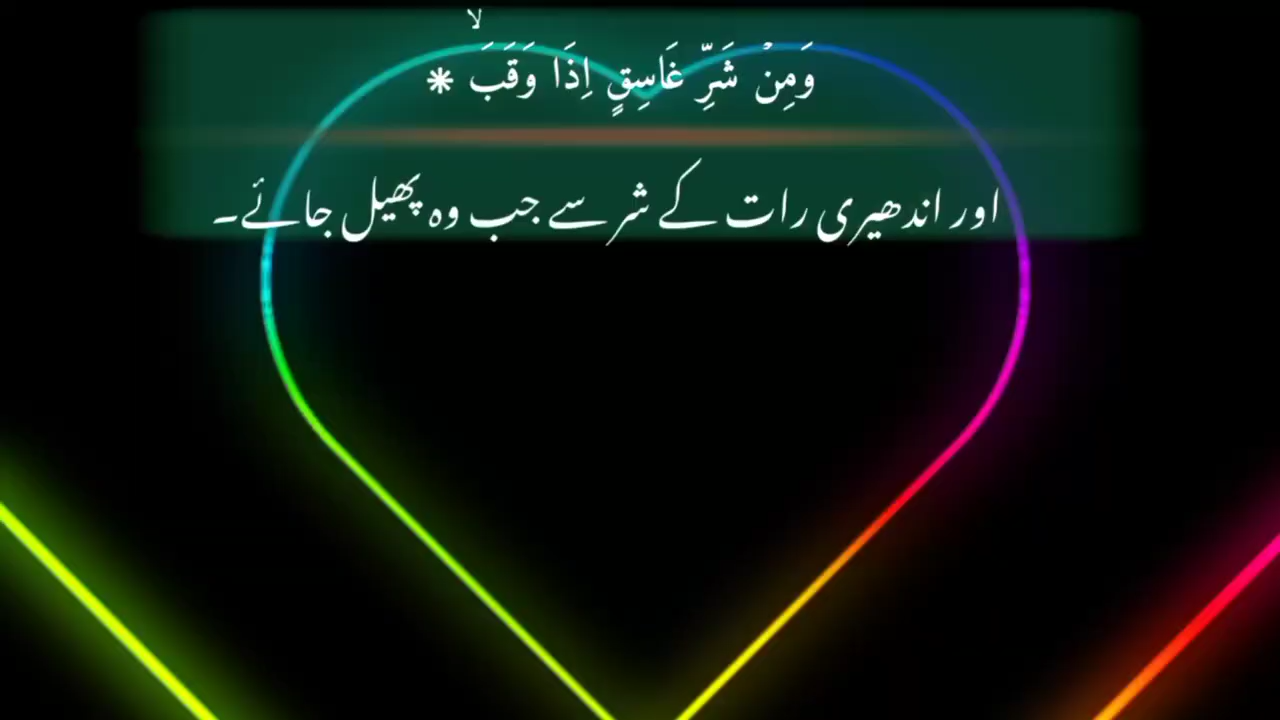 وَمِنْ شَرِّ غَاسِقٍ اِذَا وَقَبَ ۙ *
اور اندھیری رات کے شر سے جب وہ پھیل جائے۔